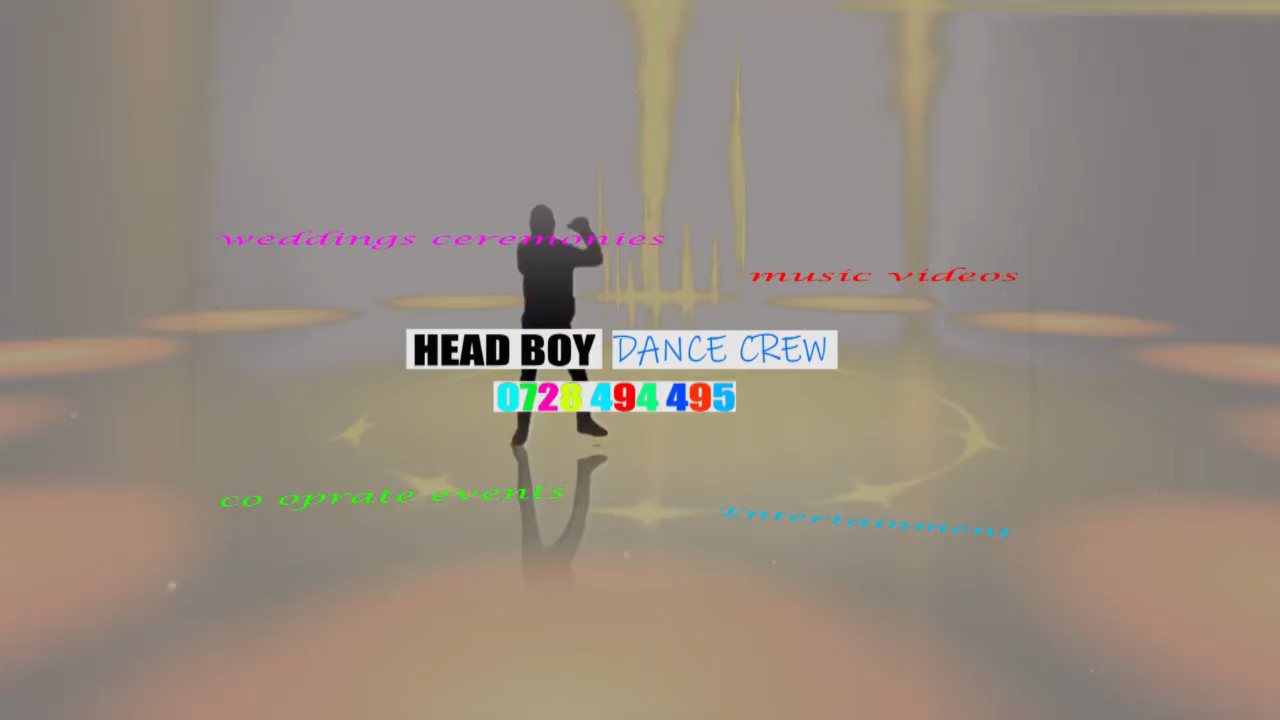 weddings ceremonies
music videos
HEAD BOY DANCE CREW
0728 494 495
co oprate events
Entertainment